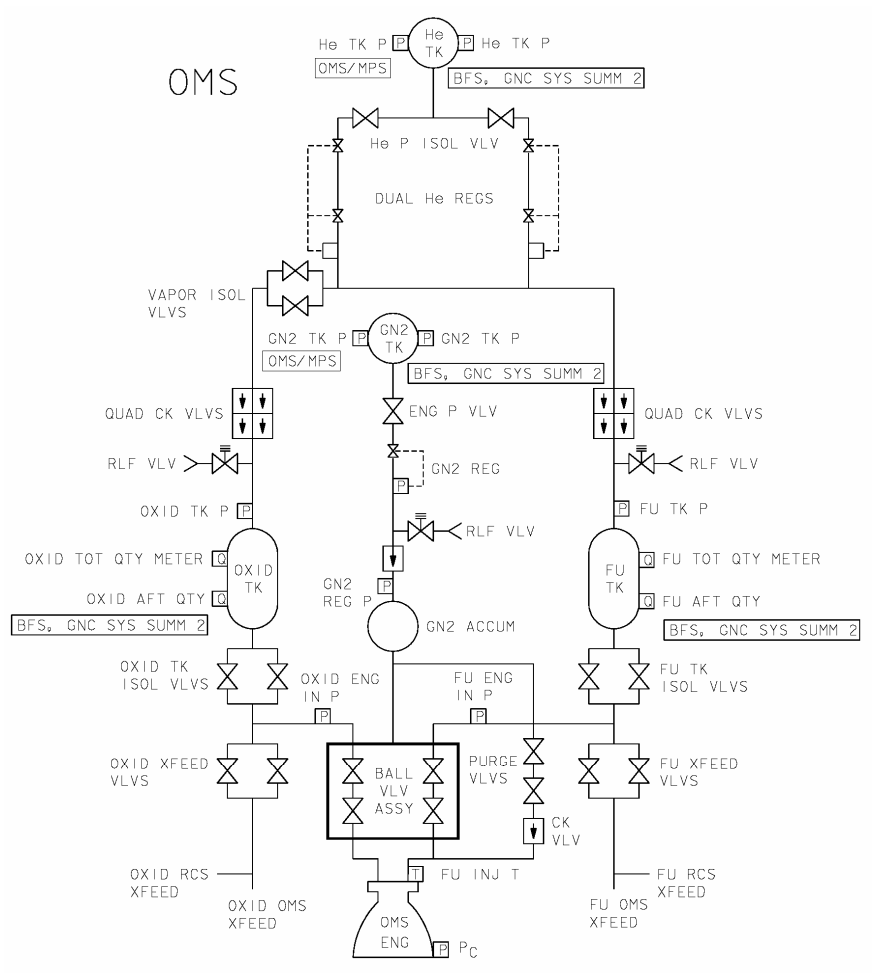 He TK P P He TK P He TK
OMS/MPS
BFS, GNC SYS SUMM 2
OMS
He P ISOL VLV
DUAL He REGS
VAPOR ISOL
VLVS
GN2 TK P P GN2 TK P GN2 TK P
OMS/MPS
BFS, GNC SYS SUMM 2
QUAD CK VLVS
ENG P VLV
QUAD CK VLVS
RLF VLV
GN2 REG
P
RLF VLV
OXID TK P P
P FU TK P
RLF VLV
OXID TOT QTY METER Q
OXID
TK
GN2
REG P
P
FU
TK
Q FU TOT QTY METER
OXID AFT QTY Q
Q FU AFT QTY
BFS, GNC SYS SUMM 2
GN2 ACCUM
BFS, GNC SYS SUMM 2
OXID TK
ISOL VLVS
OXID ENG
IN P
P
FU ENG
IN P
P
FU TK
ISOL VLVS
OXID XFEED
VLVS
BALL
VLV
ASSY
PURGE
VLVS
FU XFEED
VLVS
CK
VLV
OXID RCS
XFEED
T FU INJ T
FU RCS
XFEED
OXID OMS
XFEED
OMS
ENG
P Pc
FU OMS
XFEED